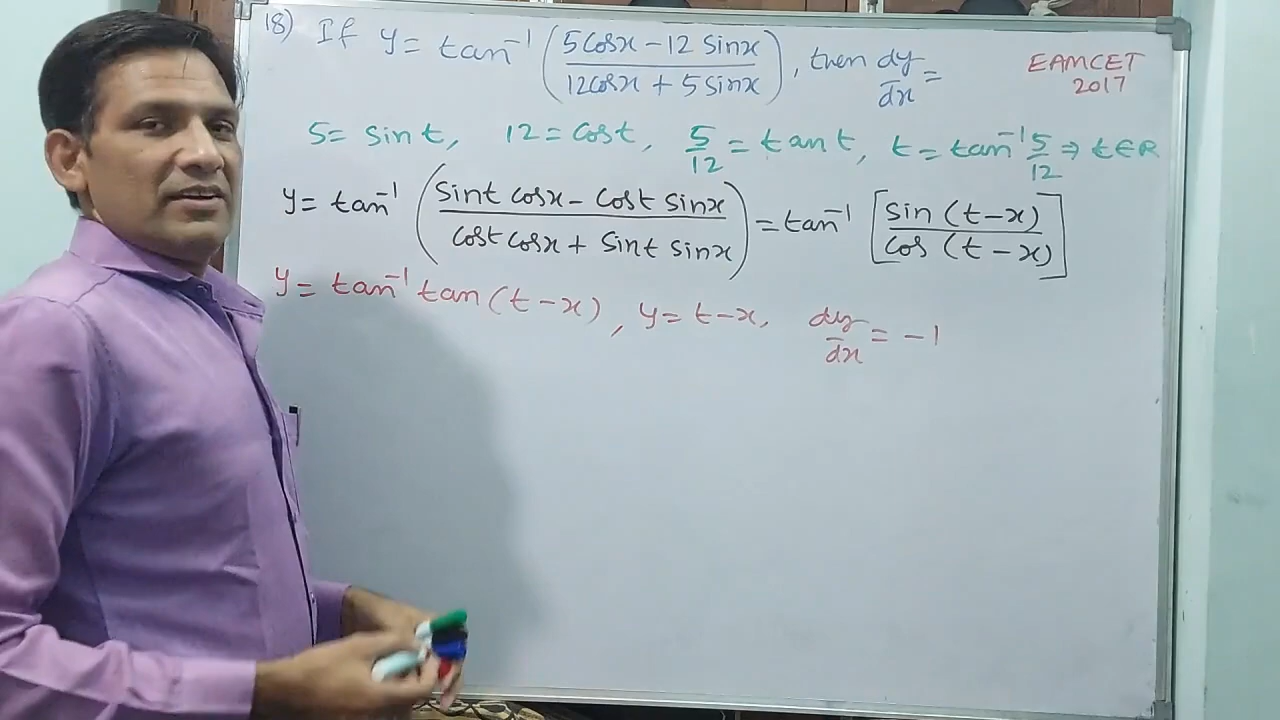 18) If y = tan⁻¹ (5cosx − 12 sinx / 12cosx + 5 sinx), then dy/dx =
EAMCET
2017
5 = sin t, 12 = cost, 5/12 = tan t, t = tan⁻¹ 5/12 ⇒ t∈R
y = tan⁻¹ (sint cosx − cost sinx / cost cosx + sint sinx) = tan⁻¹ [sin (t−x) / cos (t−x)]
y = tan⁻¹ tan (t−x), y = t−x, dy/dx = −1